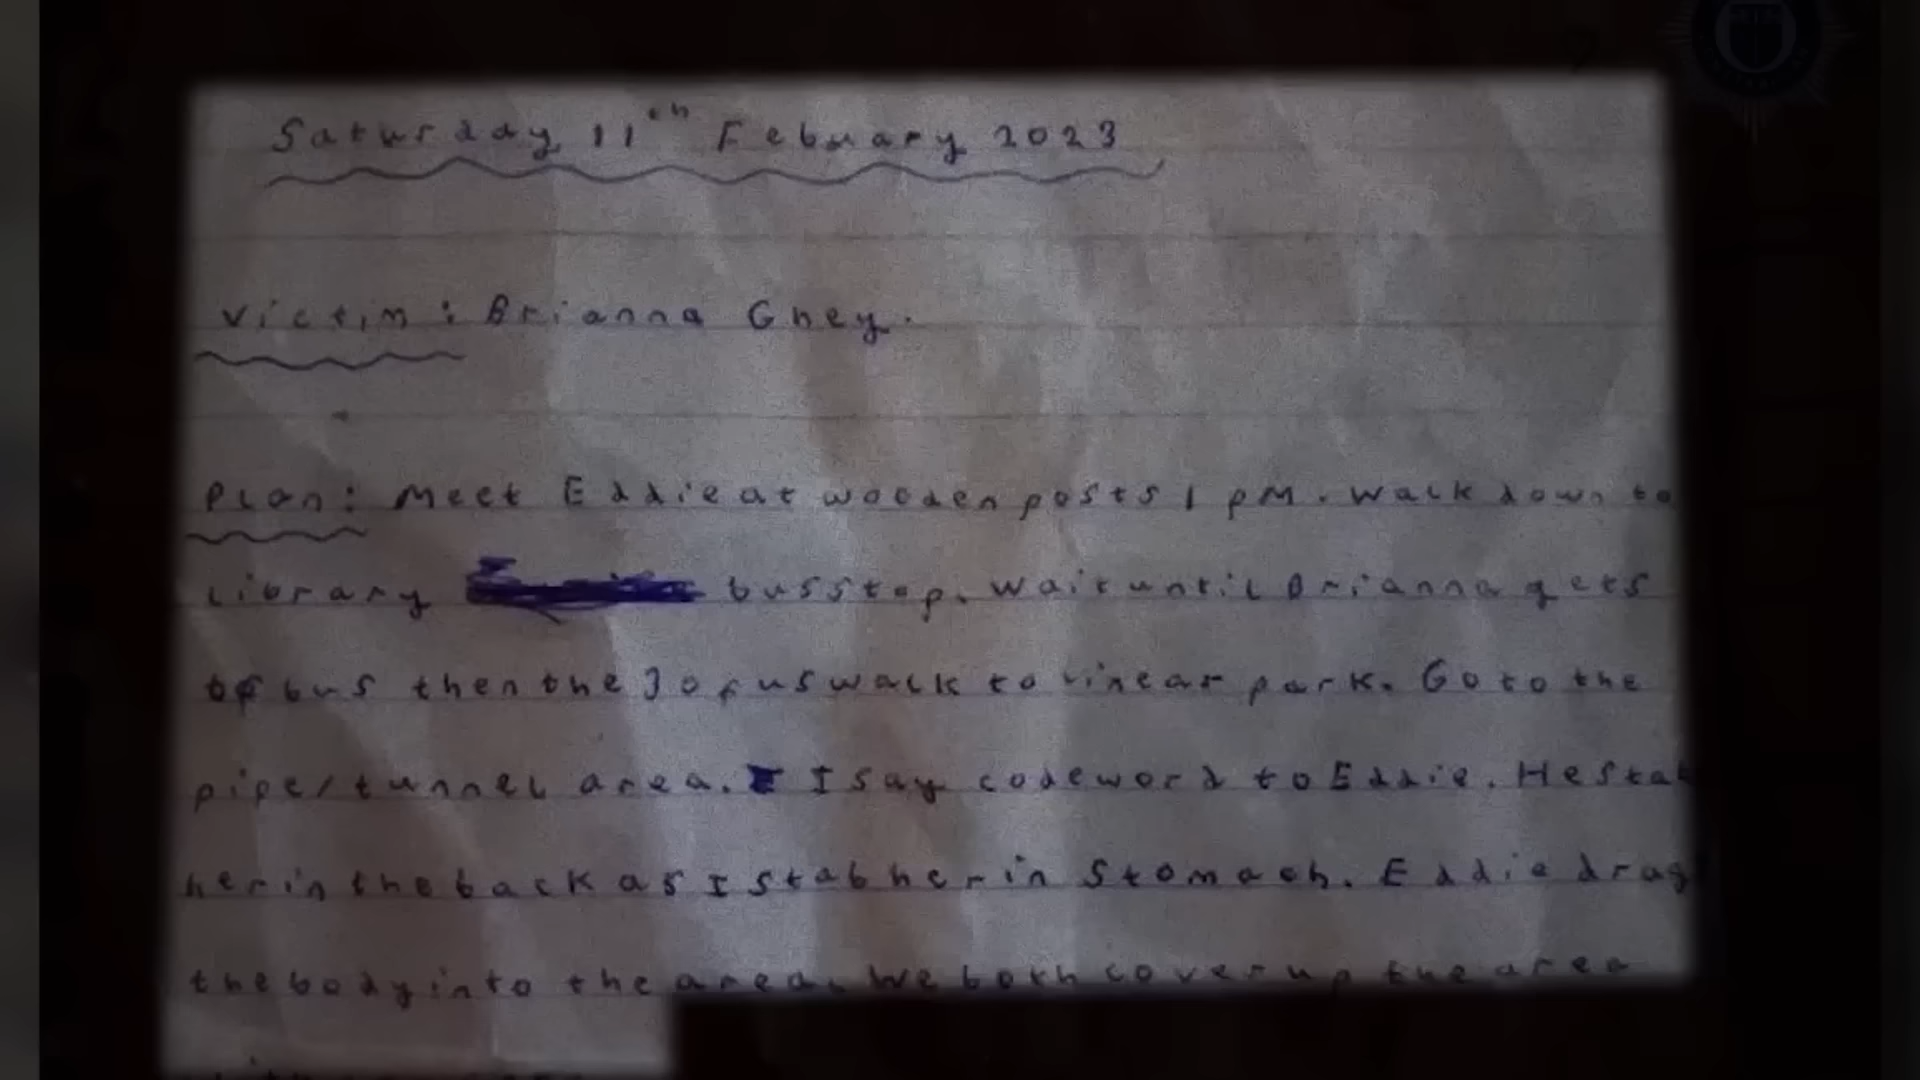 Saturday 11th Febuary 2023
Victim : Brianna Ghey.
Plan: Meet Eddie at wooden posts 1 pM. Walk down to
Library bus stop. Wait until Brianna gets
of bus then the 3 of us walk to linear park. Go to the
pipe/tunnel area. I say codeword to Eddie. He stab
her in the back as I stab her in stomach. Eddie drag
the body into the area. We both cover up the area